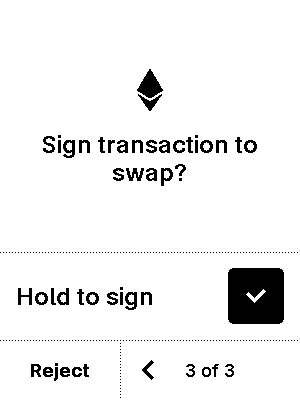 Sign transaction to
swap?
Hold to sign
Reject
3 of 3